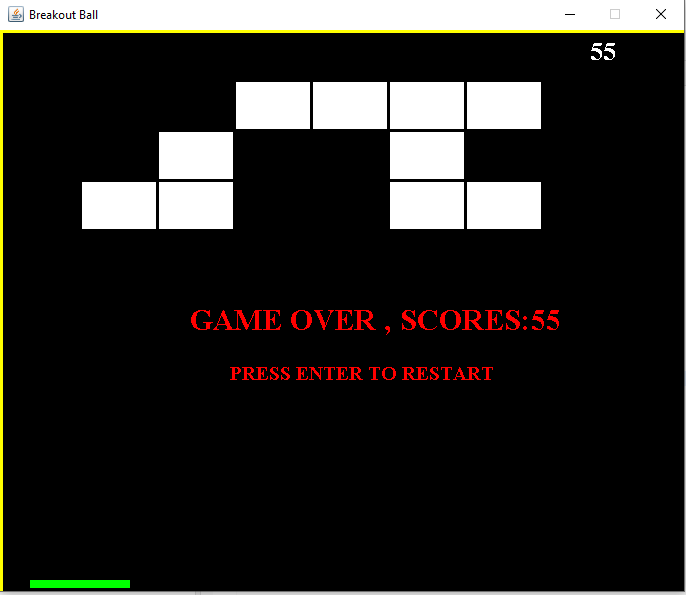 Breakout Ball
55
GAME OVER , SCORES:55
PRESS ENTER TO RESTART